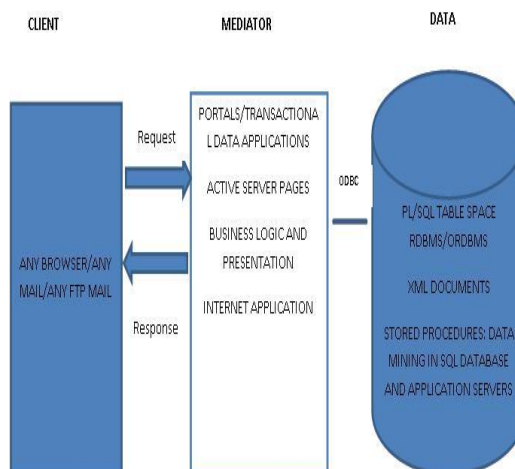 CLIENT
MEDIATOR
DATA
ANY BROWSER/ANY
MAIL/ANY FTP MAIL
Request
Response
PORTALS/TRANSACTIONA
L DATA APPLICATIONS
ACTIVE SERVER PAGES
BUSINESS LOGIC AND
PRESENTATION
INTERNET APPLICATION
ODBC
PL/SQL TABLE SPACE
RDBMS/ORDBMS
XML DOCUMENTS
STORED PROCEDURES: DATA
MINING IN SQL DATABASE
AND APPLICATION SERVERS